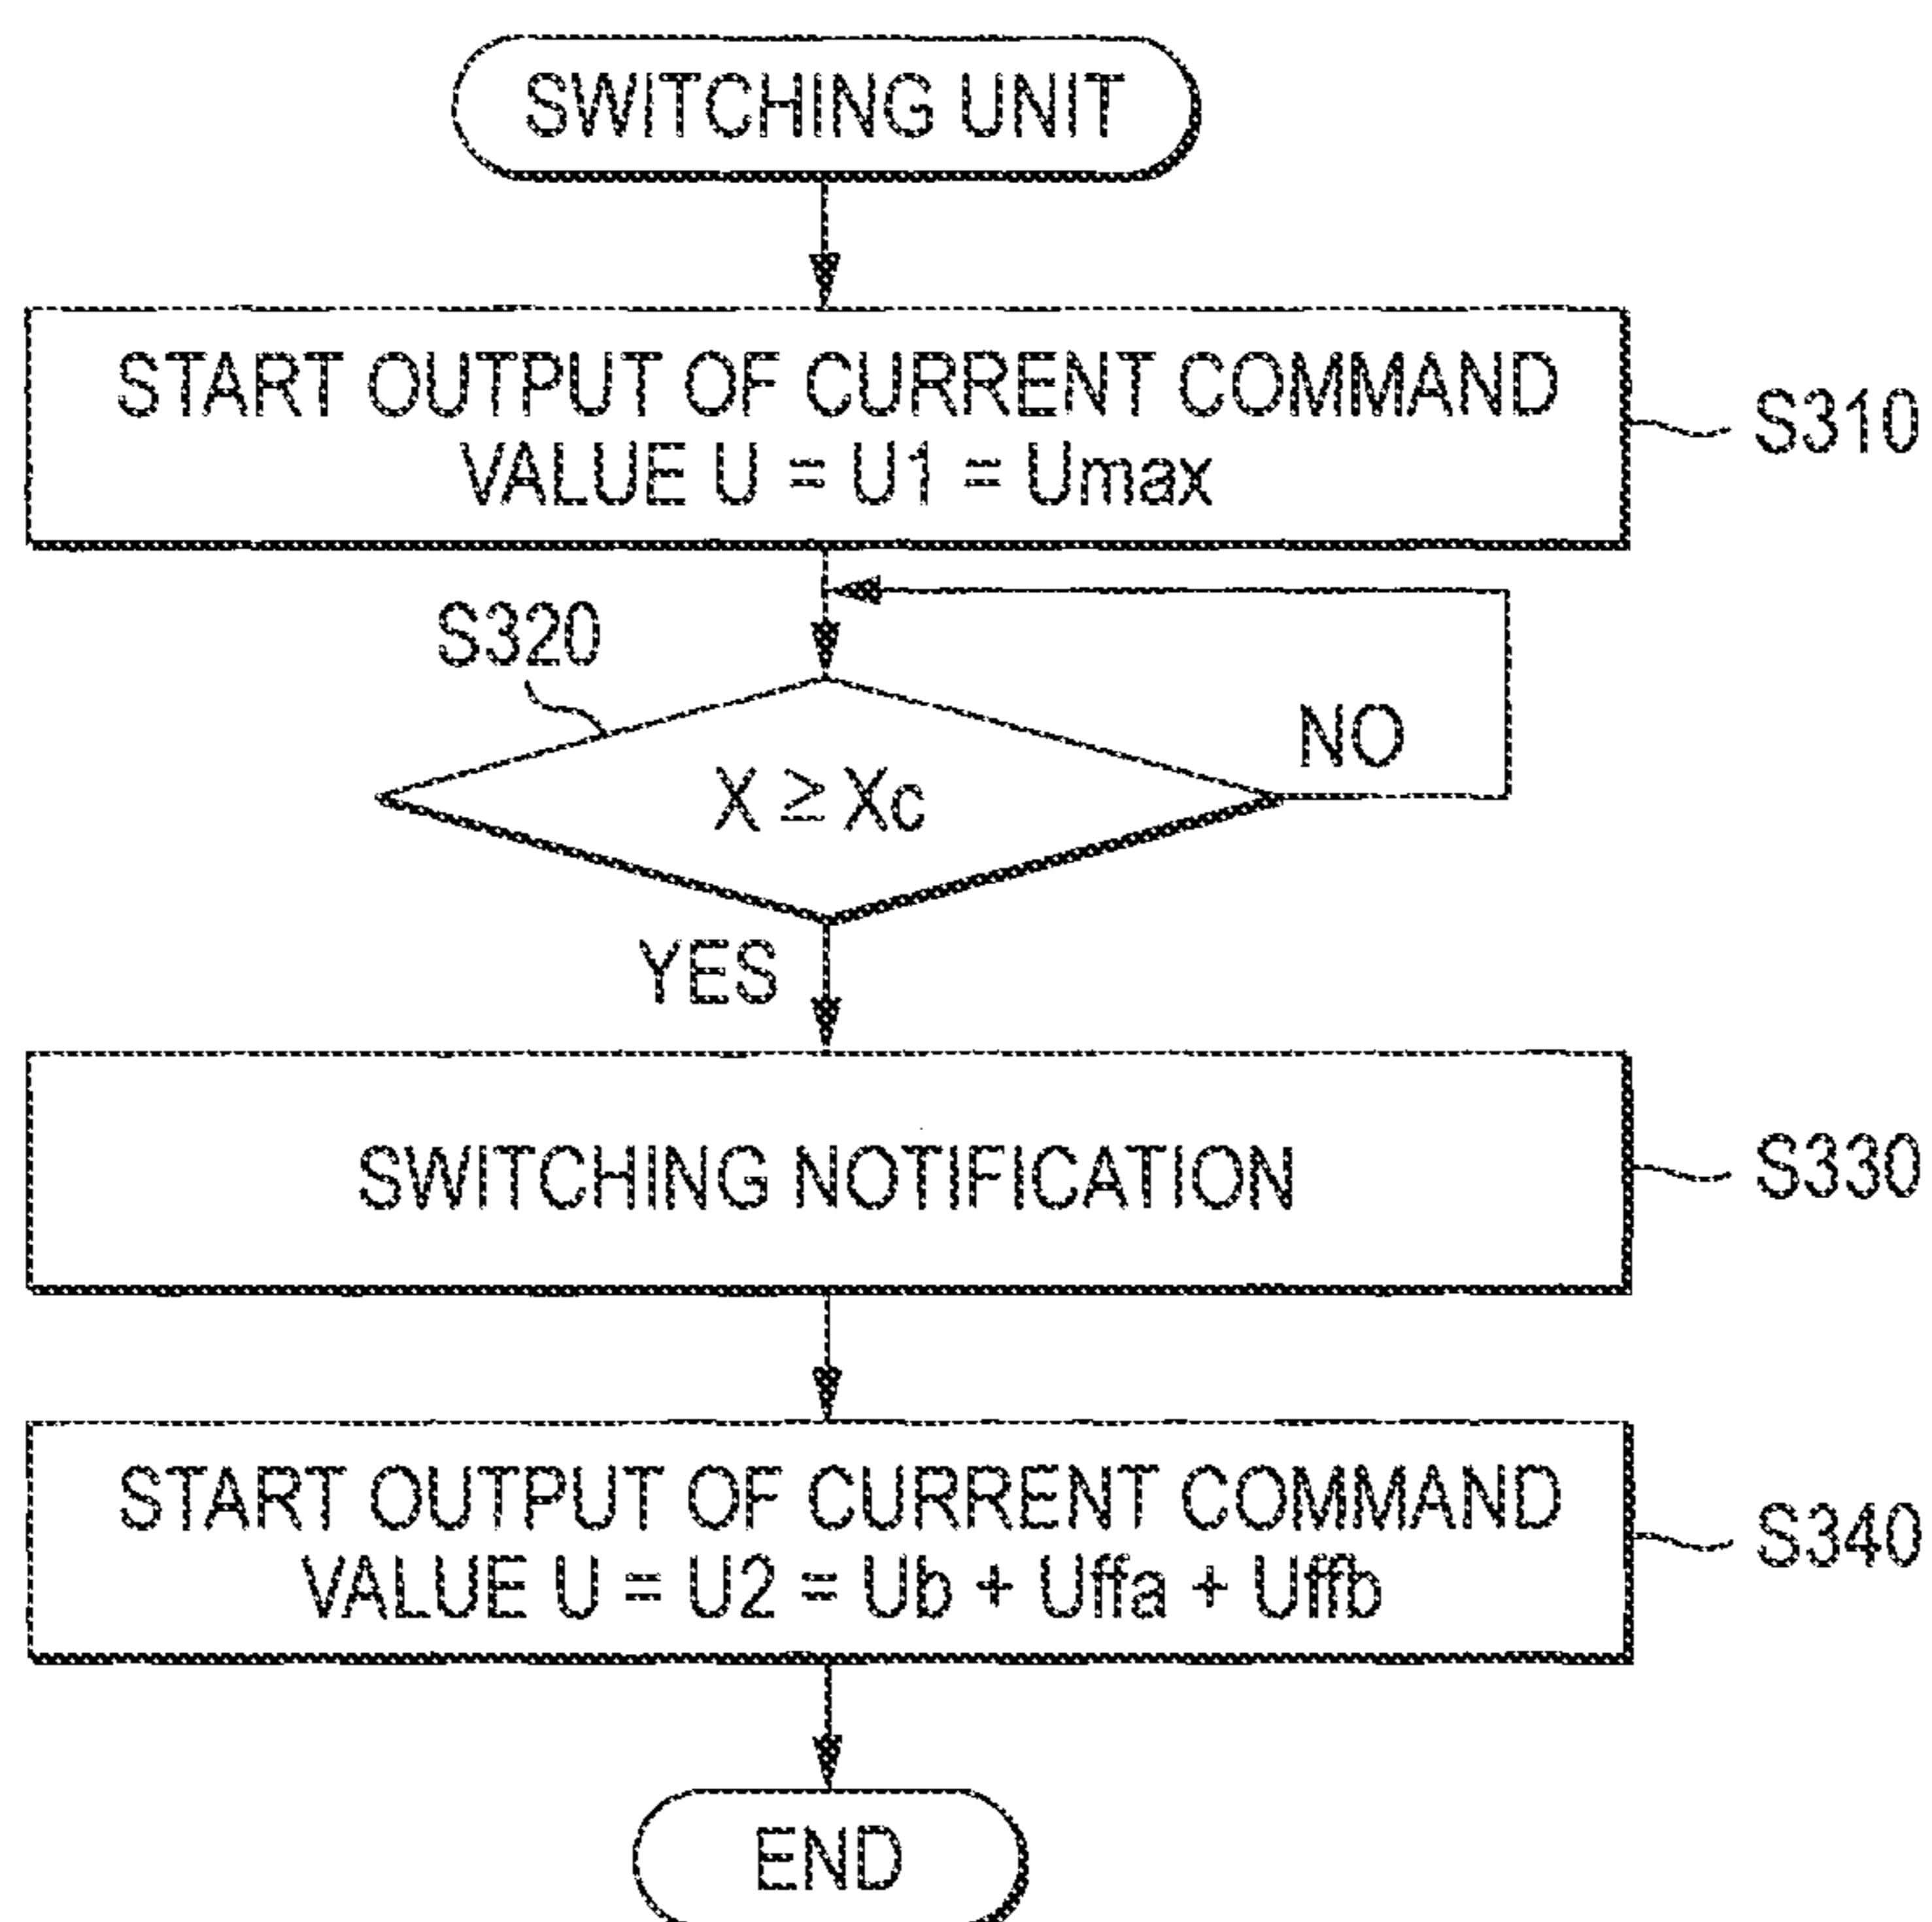 SWITCHING UNIT
START OUTPUT OF CURRENT COMMAND
VALUE U = U1 = Umax
S310
S320
X ≥ Xc
NO
YES
SWITCHING NOTIFICATION
S330
START OUTPUT OF CURRENT COMMAND
VALUE U = U2 = Ub + Uffa + Uffb
S340
END